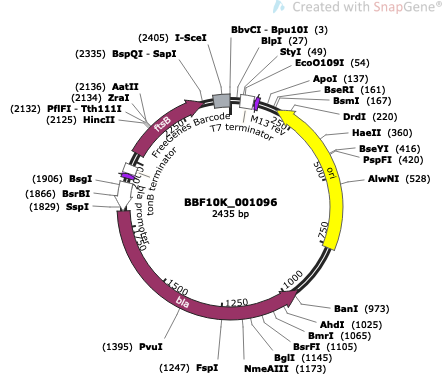 Created with SnapGene®
(2405) I-SceI
BbvCI - Bpu10I (3)
BlpI (27)
StyI (49)
EcoO109I (54)
(2335) BspQI - SapI
ApoI (137)
BseRI (161)
BsmI (167)
DrdI (220)
HaeII (360)
BseYI (416)
PspFI (420)
AlwNI (528)
(2136) AatII
(2134) ZraI
(2132) PflFI - Tth111I
(2125) HincII
(1906) BsgI
(1866) BsrBI
(1829) SspI
ftsB
FreeGenes Barcode
T7 terminator
M13 rev
ori
tonB terminator
bla promoter
bla
250
500
750
1000
1250
1500
1750
2250
BBF10K_001096
2435 bp
BanI (973)
AhdI (1025)
BmrI (1065)
BsrFI (1105)
BglI (1145)
NmeAIII (1173)
(1247) FspI
(1395) PvuI